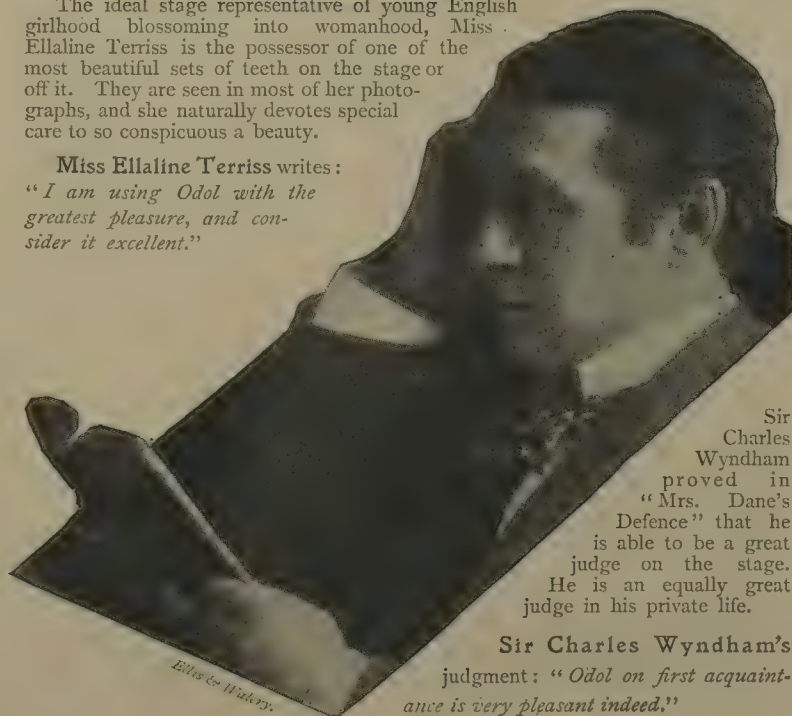 The ideal stage representative of young English
girlhood blossoming into womanhood, Miss
Ellaline Terriss is the possessor of one of the
most beautiful sets of teeth on the stage or
off it. They are seen in most of her photo-
graphs, and she naturally devotes special
care to so conspicuous a beauty.
Miss Ellaline Terriss writes:
"I am using Odol with the
greatest pleasure, and con-
sider it excellent."
Sir
Charles
Wyndham
proved in
"Mrs. Dane's
Defence" that he
is able to be a great
judge on the stage.
He is an equally great
judge in his private life.
Sir Charles Wyndham's
judgment: "Odol on first acquaint-
ance is very pleasant indeed."
Ellis & Walery.